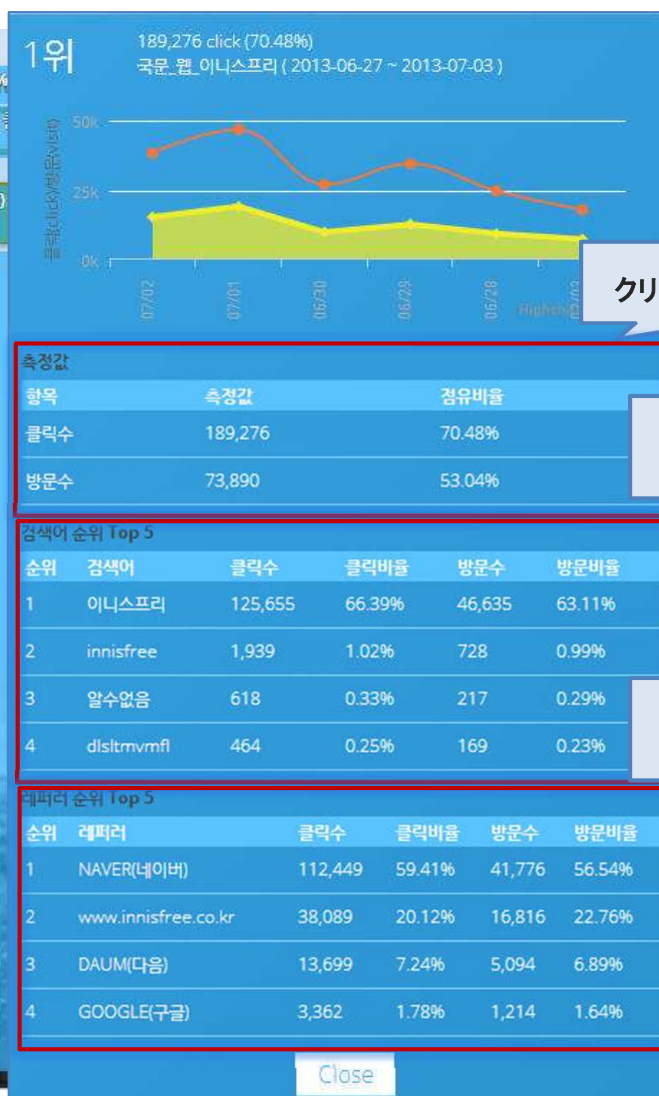 1위
189,276 click (70.48%)
국문_웹_이니스프리 ( 2013-06-27 ~ 2013-07-03 )
클릭(click)/방문(visit)
50k
25k
0k
07/02 07/01 06/30 06/29 06/28
クリ
측정값
항목 측정값 점유비율
클릭수 189,276 70.48%
방문수 73,890 53.04%
검색어 순위 Top 5
순위 검색어 클릭수 클릭비율 방문수 방문비율
1 이니스프리 125,655 66.39% 46,635 63.11%
2 innisfree 1,939 1.02% 728 0.99%
3 알수없음 618 0.33% 217 0.29%
4 dlsltmvmfl 464 0.25% 169 0.23%
레퍼러 순위 Top 5
순위 레퍼러 클릭수 클릭비율 방문수 방문비율
1 NAVER(네이버) 112,449 59.41% 41,776 56.54%
2 www.innisfree.co.kr 38,089 20.12% 16,816 22.76%
3 DAUM(다음) 13,699 7.24% 5,094 6.89%
4 GOOGLE(구글) 3,362 1.78% 1,214 1.64%
Close